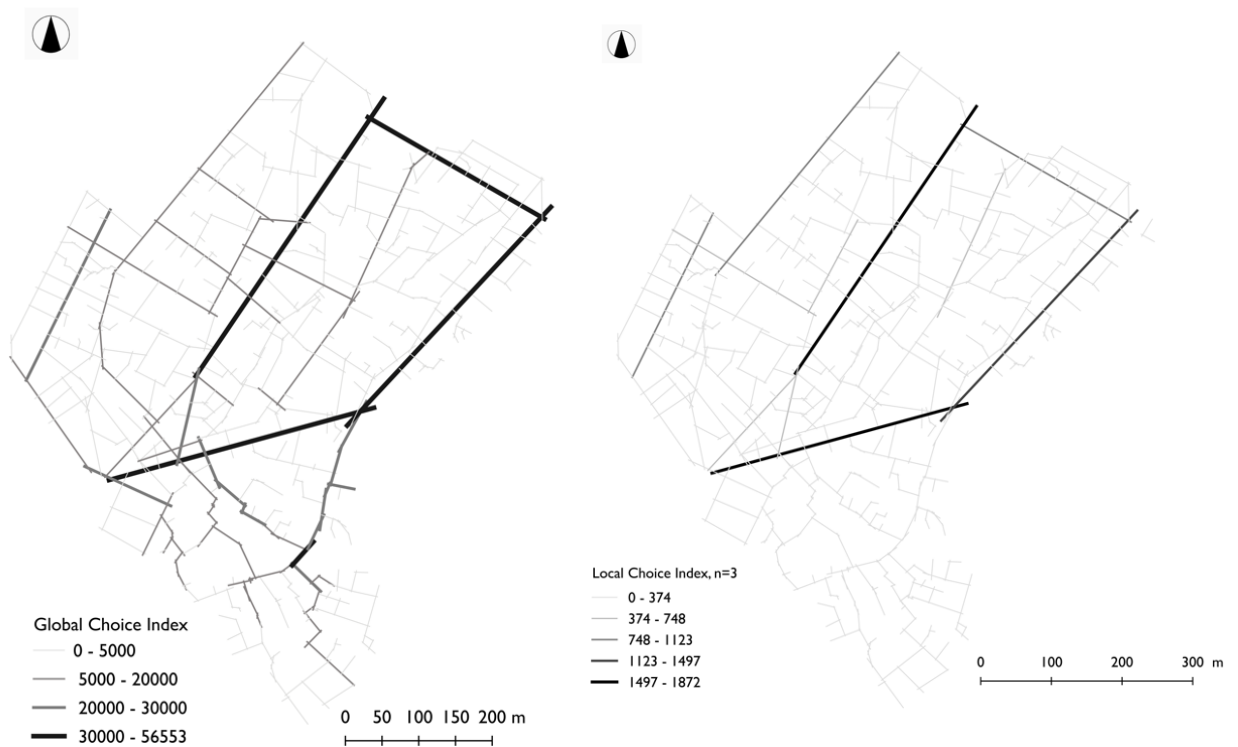 Global Choice Index
0 - 5000
5000 - 20000
20000 - 30000
30000 - 56553
0 50 100 150 200 m
Local Choice Index, n=3
0 - 374
374 - 748
748 - 1123
1123 - 1497
1497 - 1872
0 100 200 300 m